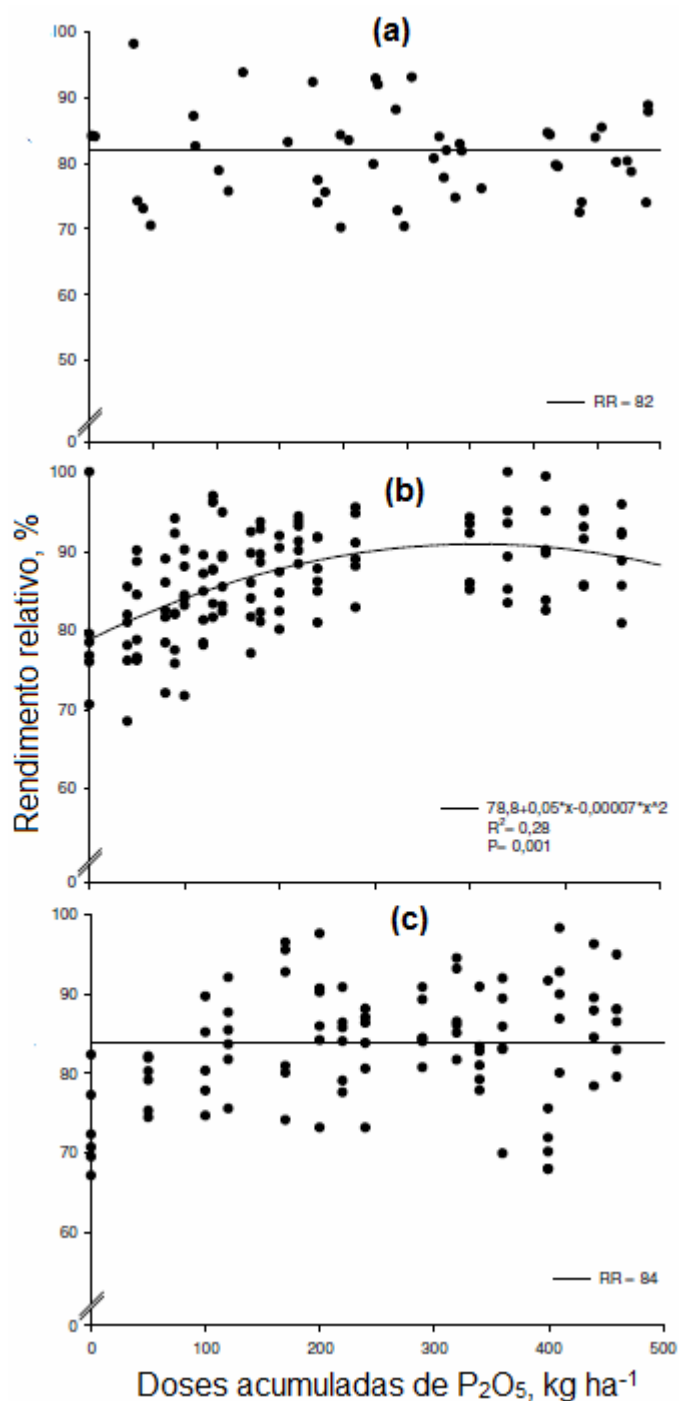 (a)
100
90
80
70
60
50
0
RR = 82
(b)
100
90
80
70
60
0
78,8+0,05*x-0,00007*x^2
R²= 0,28
P= 0,001
(c)
100
90
80
70
60
0
RR = 84
0 100 200 300 400 500
Rendimento relativo, %
Doses acumuladas de P₂O₅, kg ha⁻¹